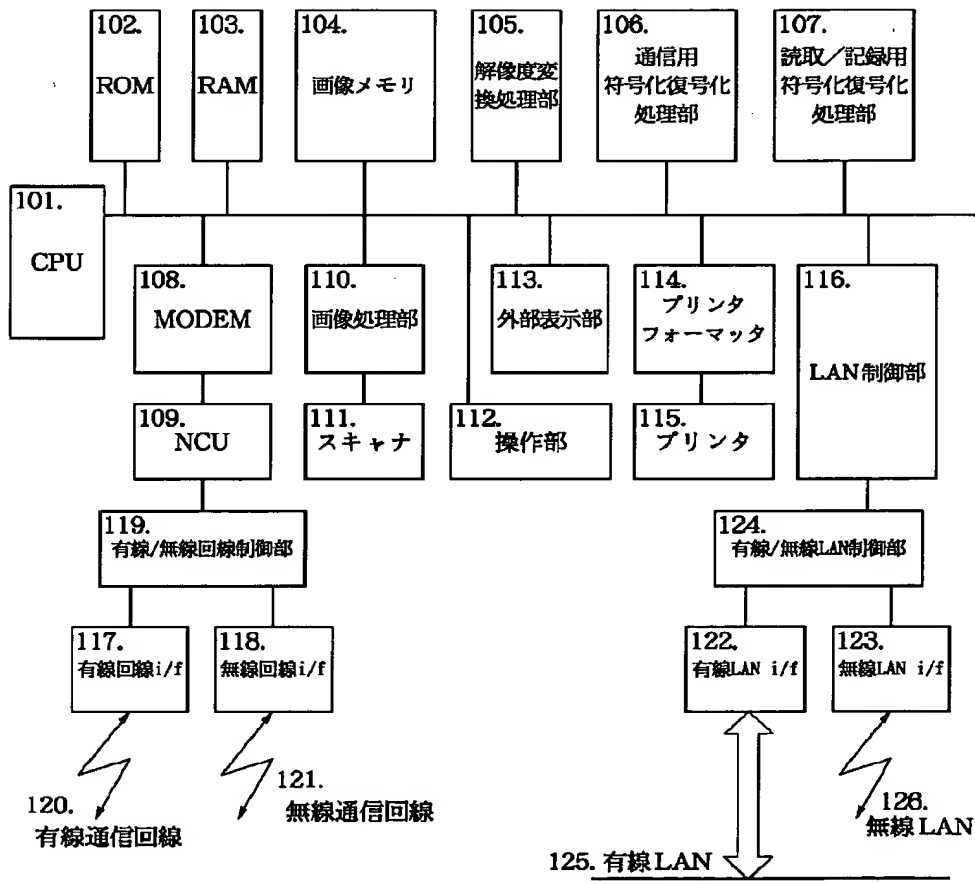 102.
ROM
103.
RAM
104.
画像メモリ
105.
解像度変
換処理部
106.
通信用
符号化復号化
処理部
107.
読取／記録用
符号化復号化
処理部
101.
CPU
108.
MODEM
110.
画像処理部
113.
外部表示部
114.
プリンタ
フォーマッタ
116.
LAN制御部
109.
NCU
111.
スキャナ
112.
操作部
115.
プリンタ
119.
有線/無線回線制御部
124.
有線/無線LAN制御部
117.
有線回線i/f
118.
無線回線i/f
122.
有線LAN i/f
123.
無線LAN i/f
120.
有線通信回線
121.
無線通信回線
126.
無線LAN
125. 有線LAN